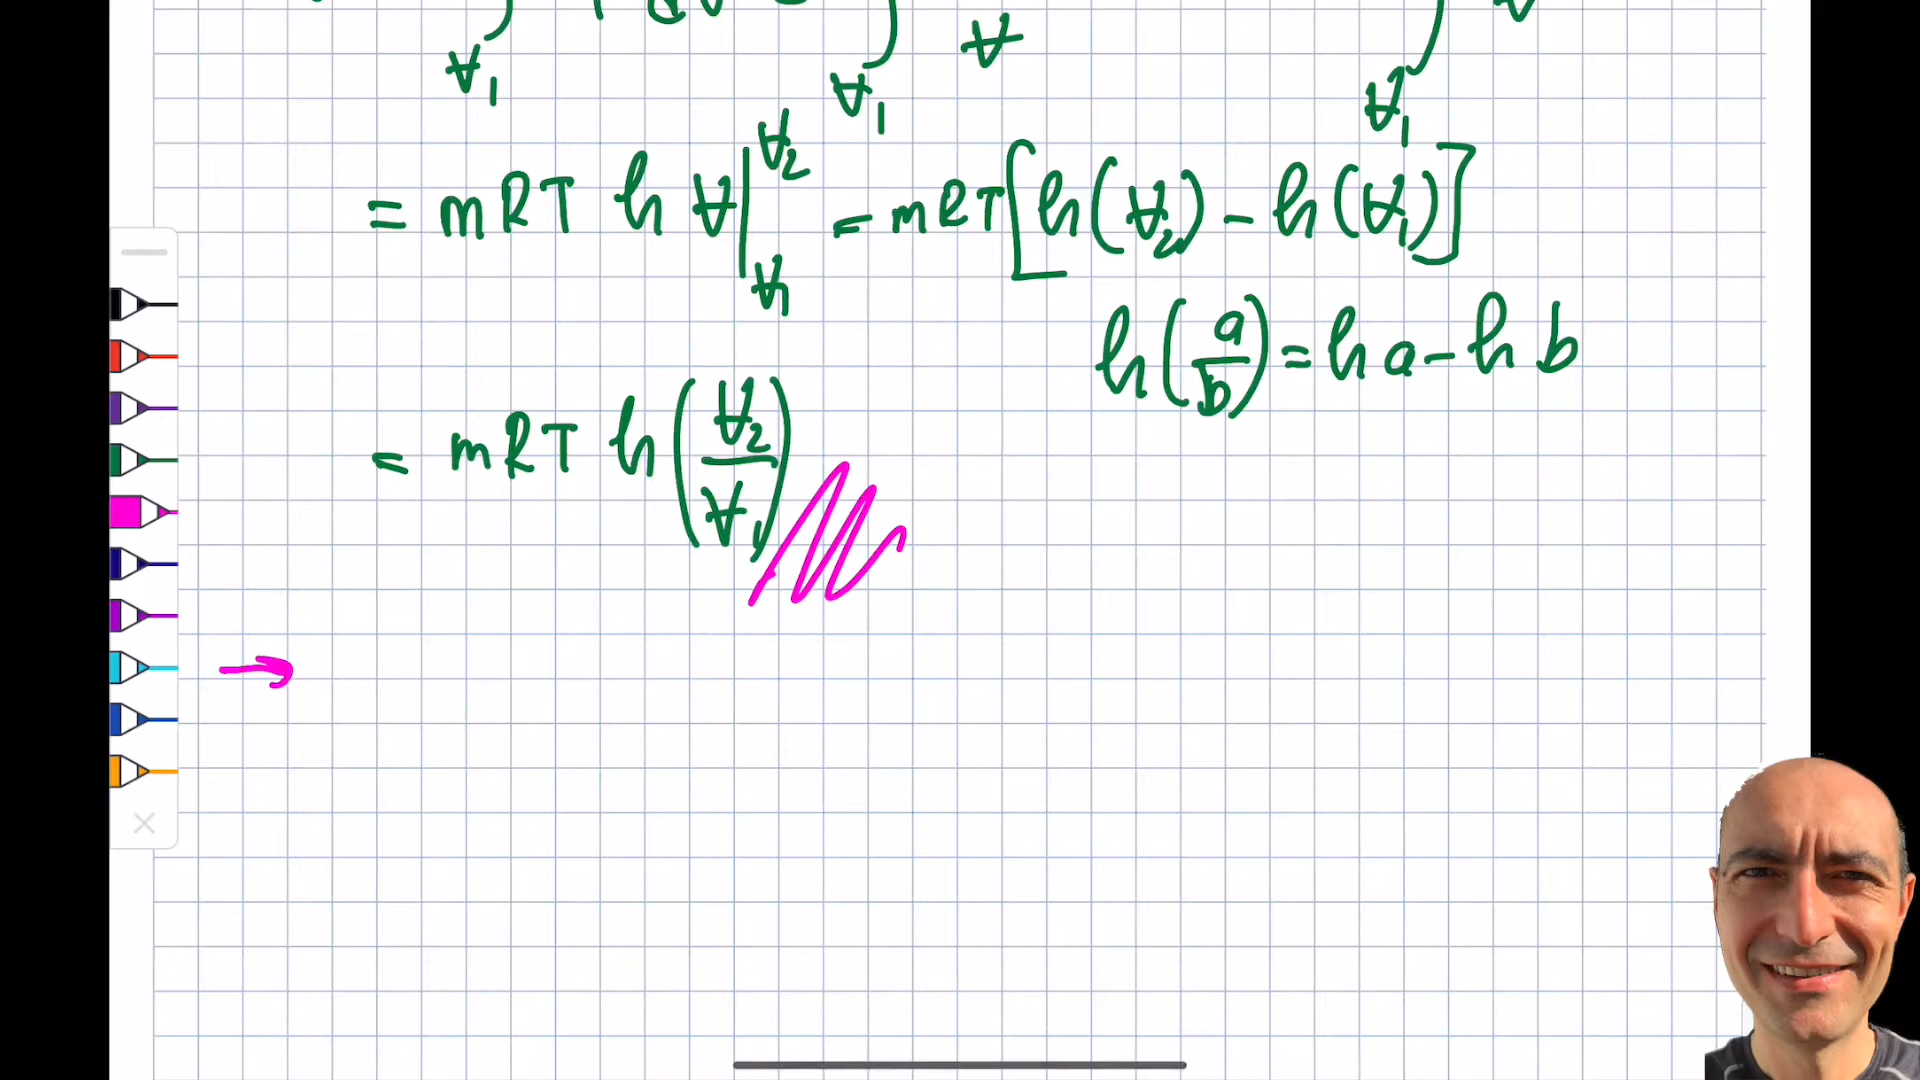 ∀₁ ∀₁ ∀ ∀₁
= mRT ln ∀|∀₁ ∀₂ = mRT[ln(∀₂) - ln(∀₁)]
ln(a/b) = ln a - ln b
= mRT ln(∀₂/∀₁)